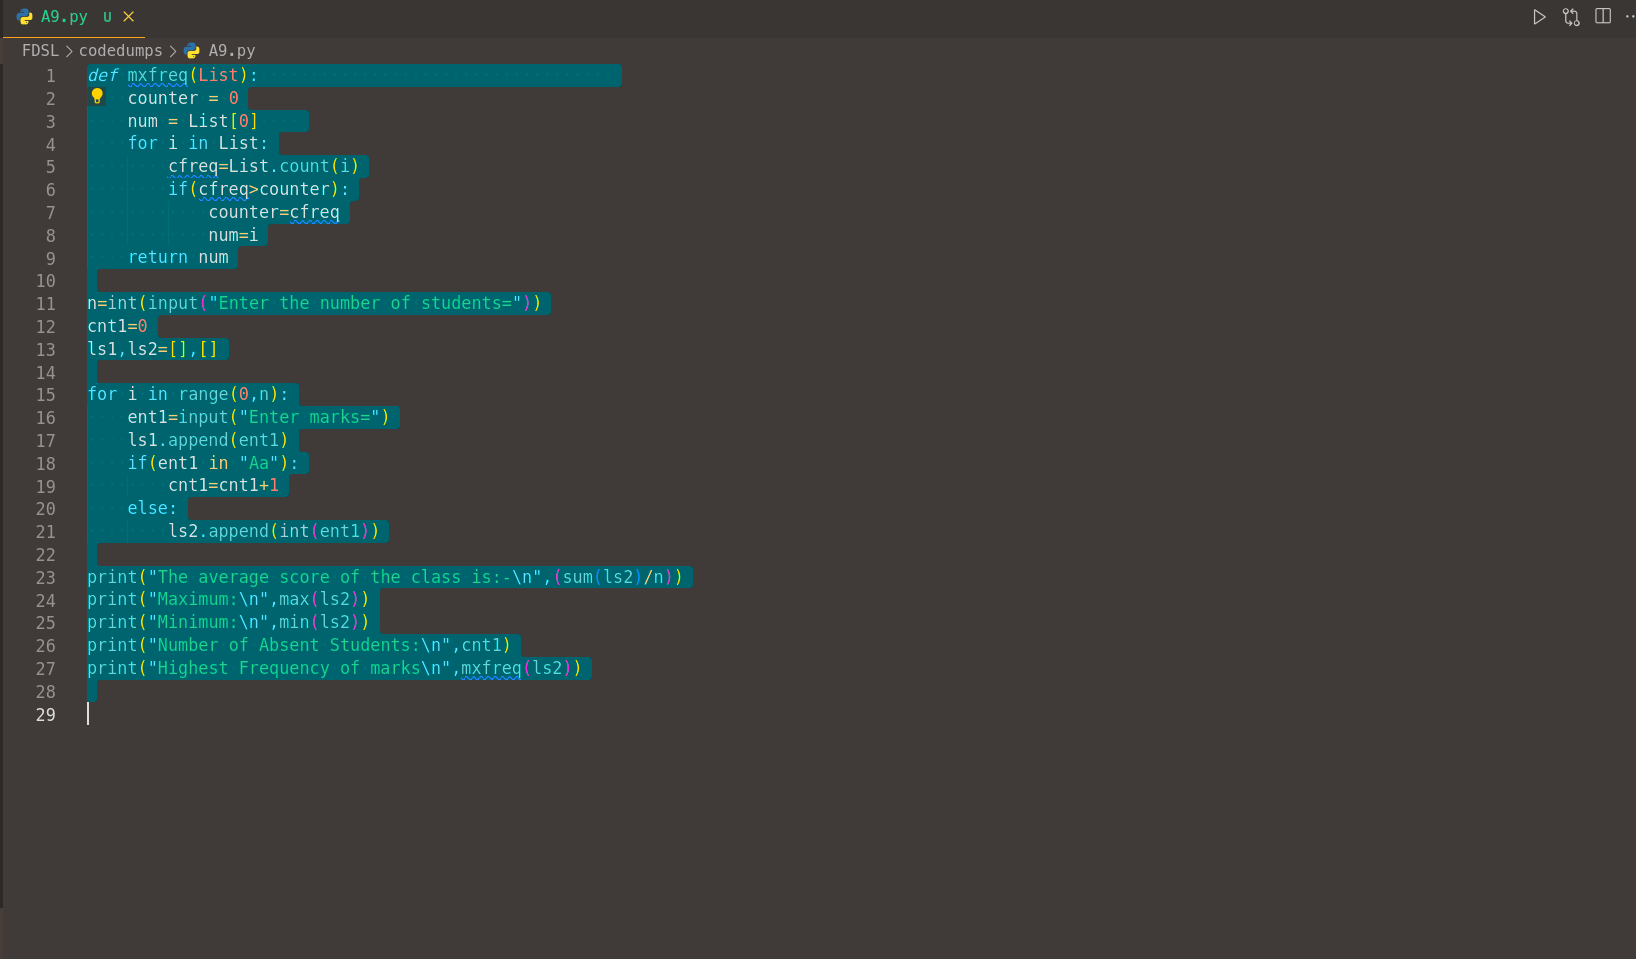 A9.py U
FDSL > codedumps > A9.py
1 def mxfreq(List):
2     counter = 0
3     num = List[0]
4     for i in List:
5         cfreq=List.count(i)
6         if(cfreq>counter):
7             counter=cfreq
8             num=i
9     return num
10
11 n=int(input("Enter the number of students="))
12 cnt1=0
13 ls1,ls2=[],[]
14
15 for i in range(0,n):
16     ent1=input("Enter marks=")
17     ls1.append(ent1)
18     if(ent1 in "Aa"):
19         cnt1=cnt1+1
20     else:
21         ls2.append(int(ent1))
22
23 print("The average score of the class is:-\n",(sum(ls2)/n))
24 print("Maximum:\n",max(ls2))
25 print("Minimum:\n",min(ls2))
26 print("Number of Absent Students:\n",cnt1)
27 print("Highest Frequency of marks\n",mxfreq(ls2))
28
29